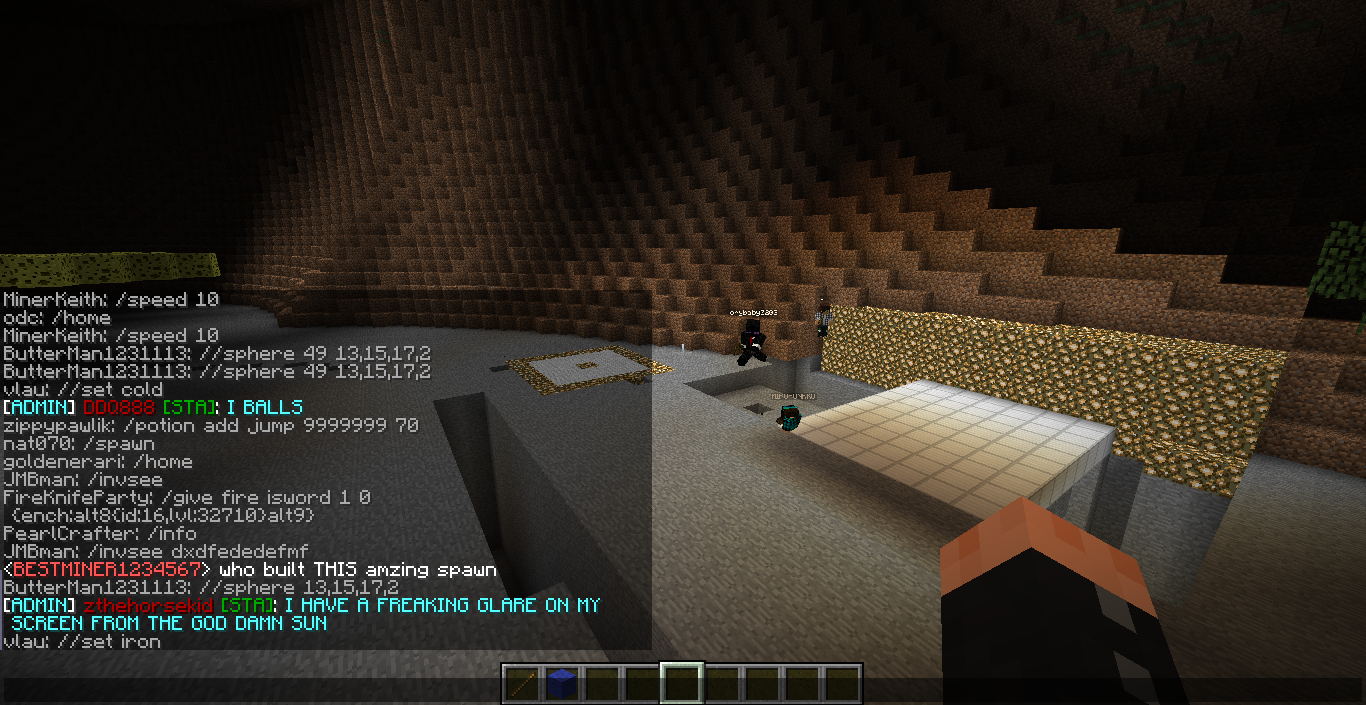 crybaby2803
MinerKeith: /speed 10
odc: /home
MinerKeith: /speed 10
ButterMan1231113: //sphere 49 13,15,17,2
ButterMan1231113: //sphere 49 13,15,17,2
vlau: //set cold
[ADMIN] DDQ888 [STA]: I BALLS
zippypawlik: /potion add jump 9999999 70
nat070: /spawn
goldenerari: /home
JMBman: /invsee
FireKnifeParty: /give fire isword 1 0
{ench:alt8{id:16,lvl:32710}alt9}
PearlCrafter: /info
JMBman: /invsee dxdfededefmf
<BESTMINER1234567> who built THIS amzing spawn
ButterMan1231113: //sphere 13,15,17,2
[ADMIN] zthehorsekid [STA]: I HAVE A FREAKING GLARE ON MY
SCREEN FROM THE GOD DAMN SUN
vlau: //set iron